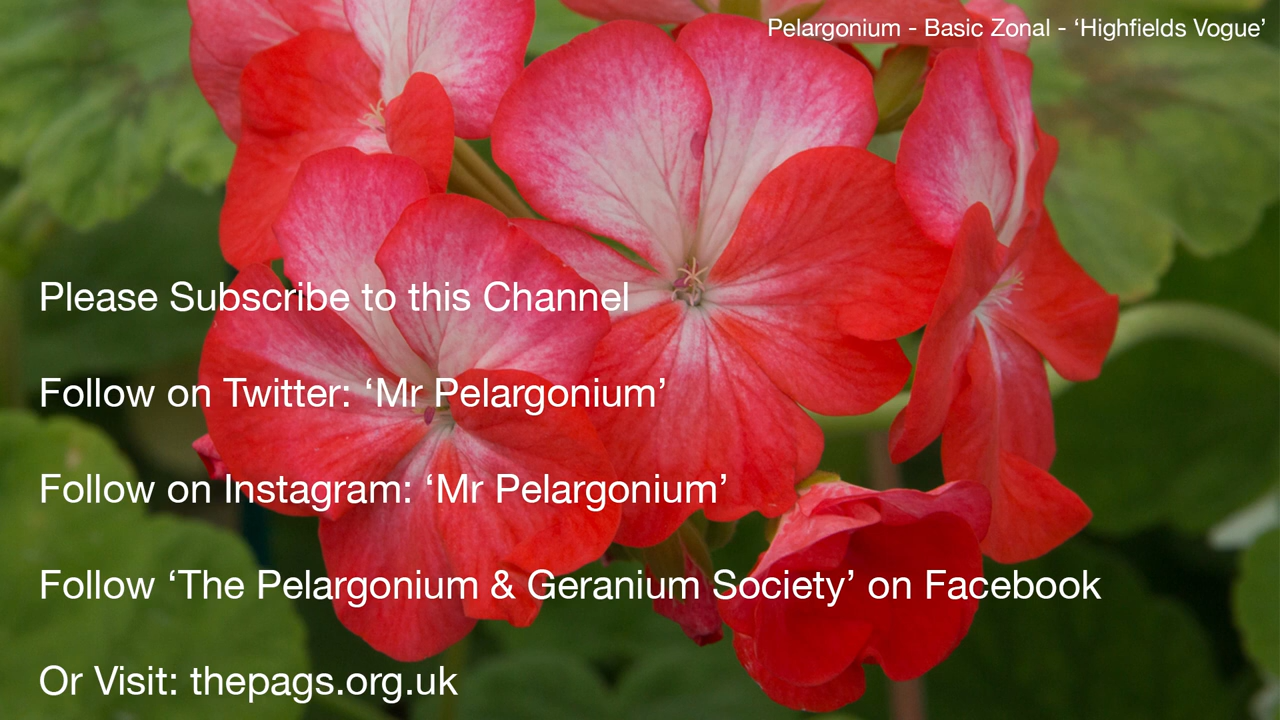 Pelargonium - Basic Zonal - ‘Highfields Vogue’
Please Subscribe to this Channel
Follow on Twitter: ‘Mr Pelargonium’
Follow on Instagram: ‘Mr Pelargonium’
Follow ‘The Pelargonium & Geranium Society’ on Facebook
Or Visit: thepags.org.uk